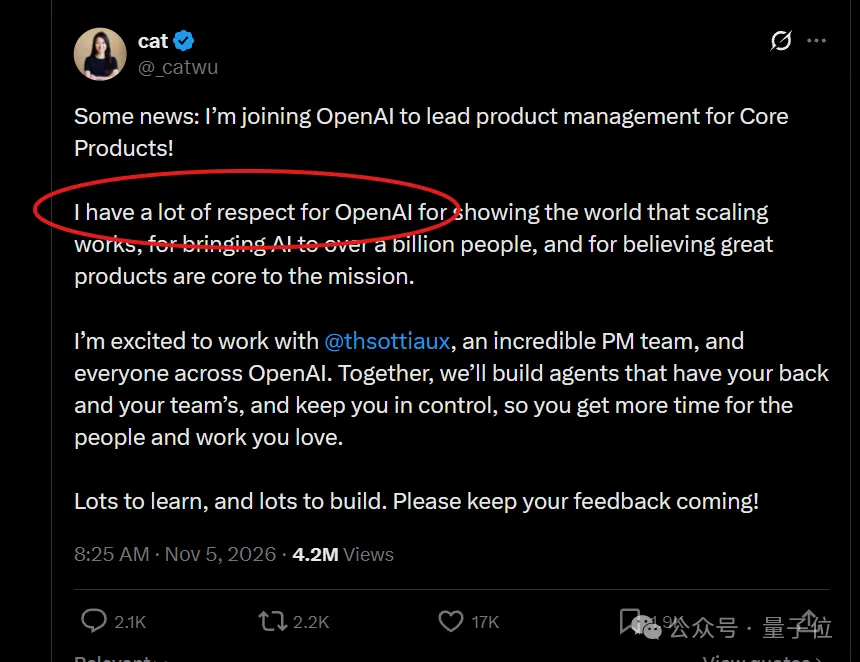 cat
@_catwu
Some news: I'm joining OpenAI to lead product management for Core
Products!
I have a lot of respect for OpenAI for showing the world that scaling
works, for bringing AI to over a billion people, and for believing great
products are core to the mission.
I'm excited to work with @thsottiaux, an incredible PM team, and
everyone across OpenAI. Together, we'll build agents that have your back
and your team's, and keep you in control, so you get more time for the
people and work you love.
Lots to learn, and lots to build. Please keep your feedback coming!
8:25 AM · Nov 5, 2026 · 4.2M Views
2.1K 2.2K 17K 1.9K
公众号 · 量子位
Relevant
View quotes